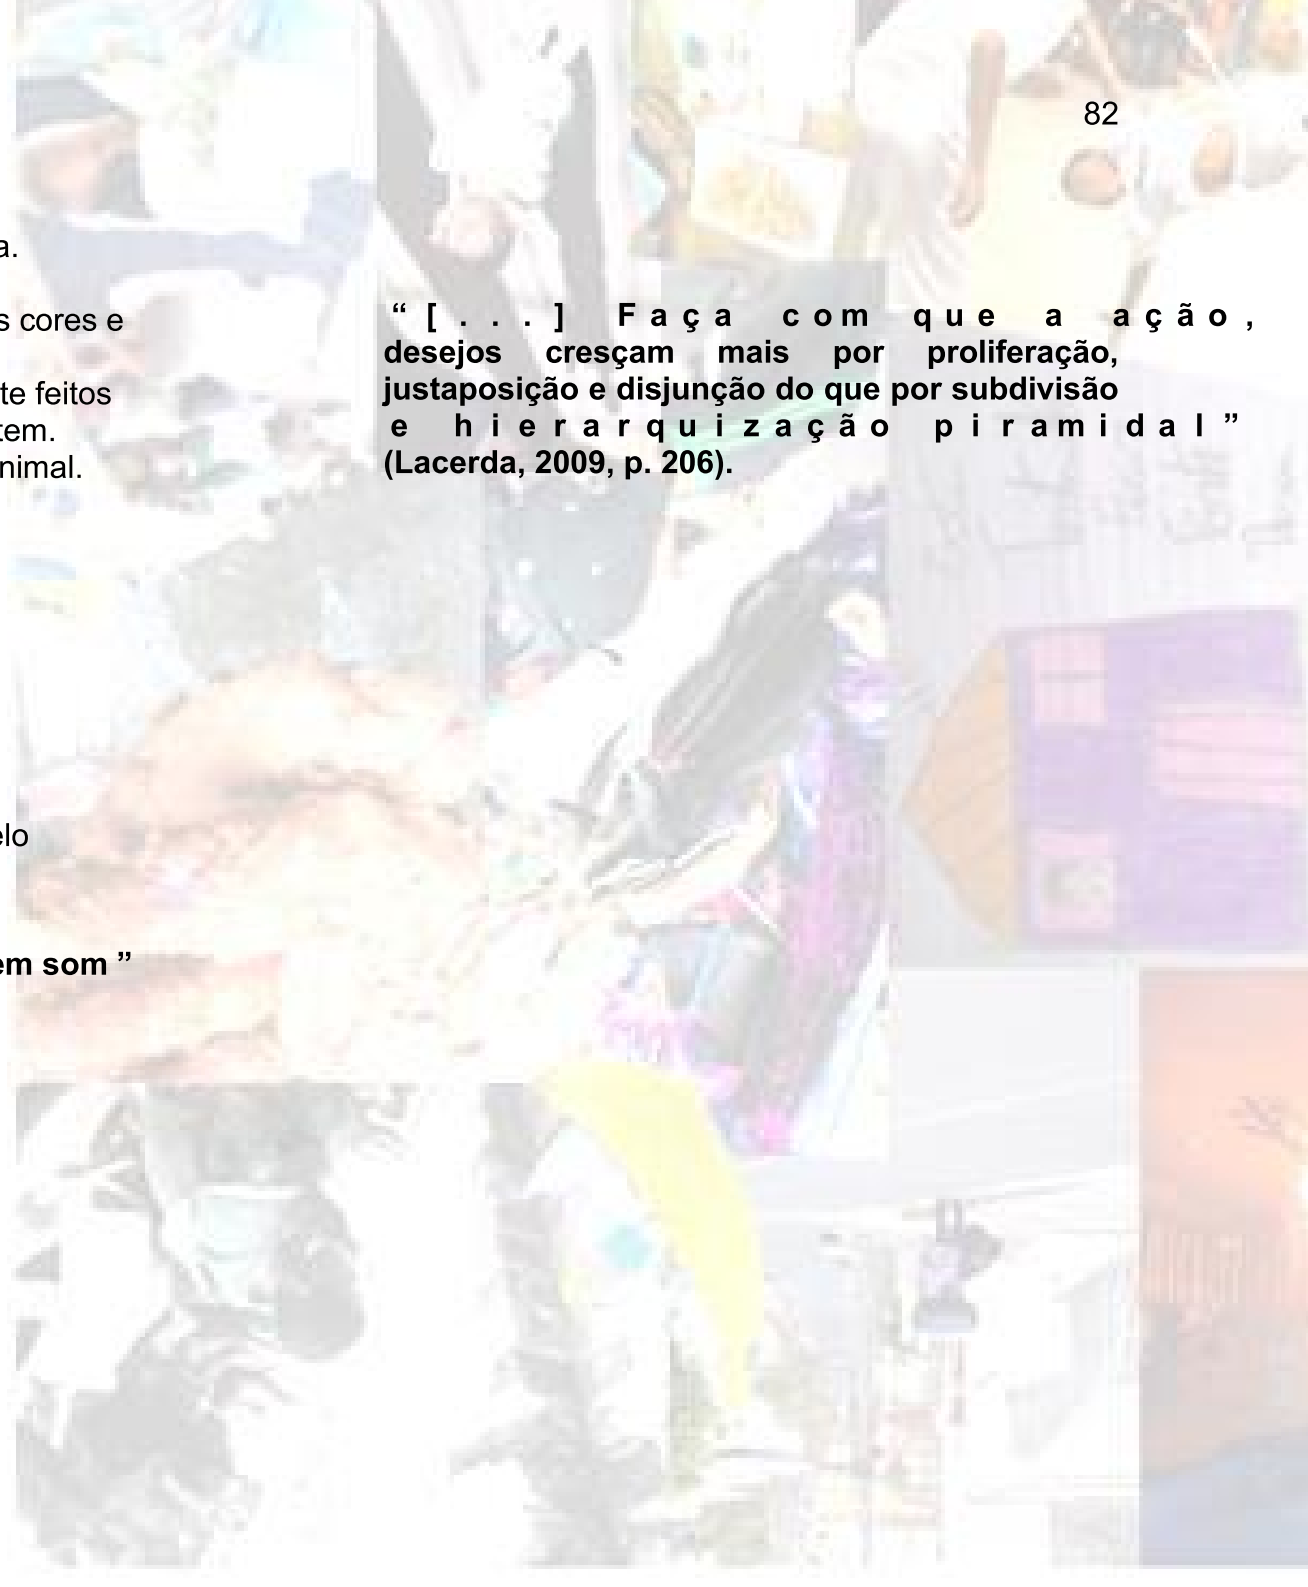 82
a.
s cores e
te feitos
tem.
nimal.
elo
em som ”
“[...] Faça com que a ação,
desejos cresçam mais por proliferação,
justaposição e disjunção do que por subdivisão
e hierarquização piramidal”
(Lacerda, 2009, p. 206).